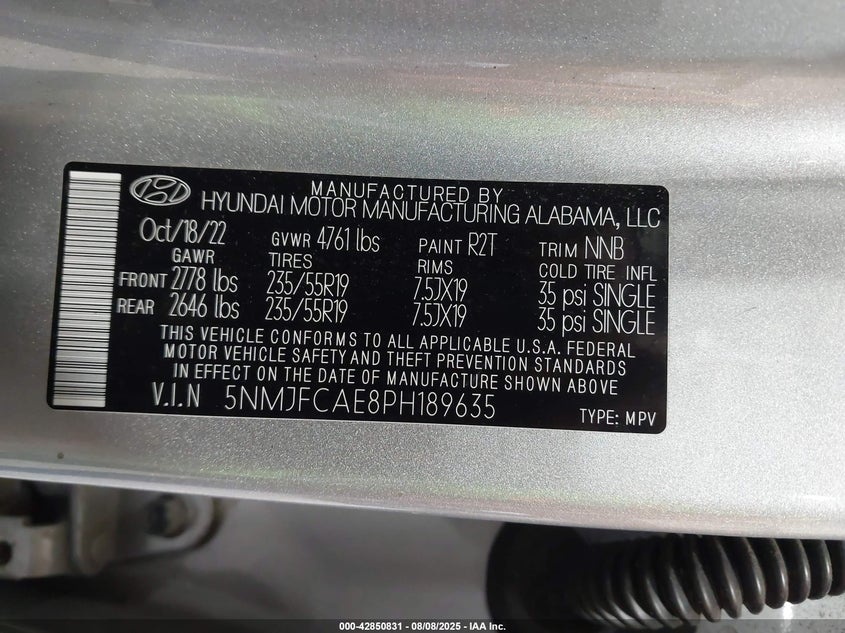 MANUFACTURED BY
HYUNDAI MOTOR MANUFACTURING ALABAMA, LLC
Oct/18/22 GVWR 4761 lbs PAINT R2T TRIM NNB
GAWR TIRES RIMS COLD TIRE INFL
FRONT 2778 lbs 235/55R19 7.5JX19 35 psi SINGLE
REAR 2646 lbs 235/55R19 7.5JX19 35 psi SINGLE
THIS VEHICLE CONFORMS TO ALL APPLICABLE U.S.A. FEDERAL
MOTOR VEHICLE SAFETY AND THEFT PREVENTION STANDARDS
IN EFFECT ON THE DATE OF MANUFACTURE SHOWN ABOVE
V.I.N 5NMJFCAE8PH189635 TYPE: MPV
000-42850831 - 08/08/2025 - IAA Inc.